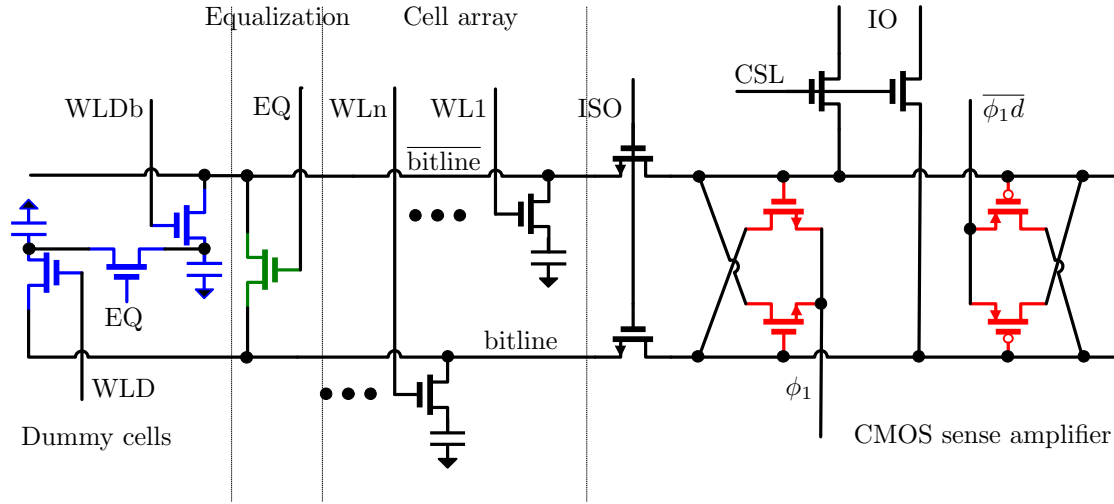 Equalization
Cell array
IO
CSL
WLDb
EQ
WLn
WL1
ISO
$\overline{\phi_1 d}$
$\overline{\text{bitline}}$
EQ
bitline
WLD
$\phi_1$
Dummy cells
CMOS sense amplifier